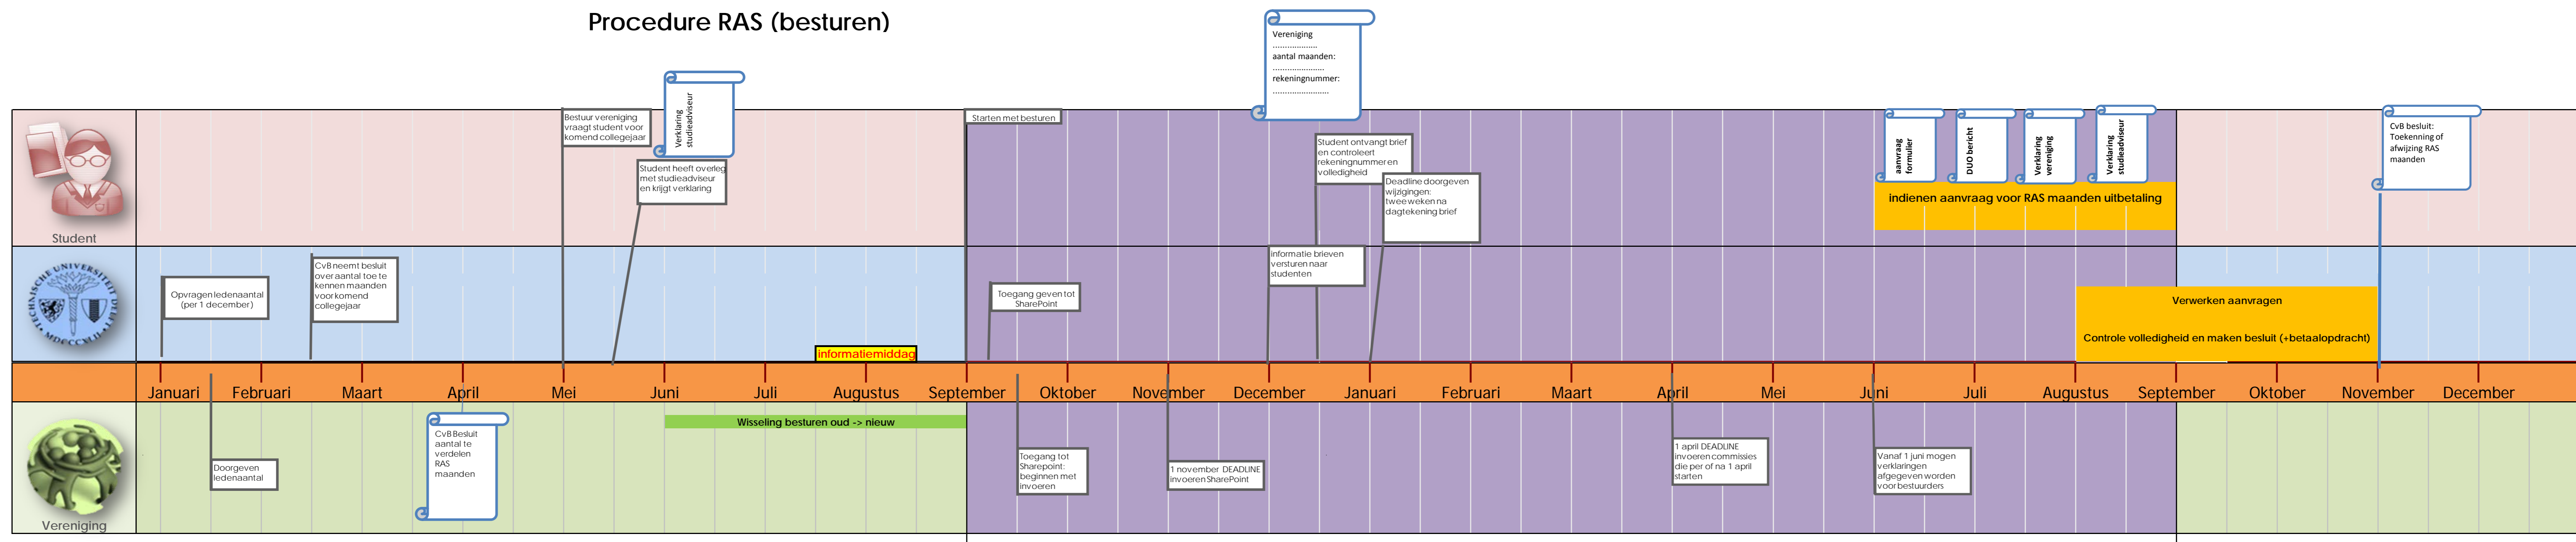 Procedure RAS (besturen)
Vereniging
...................
aantal maanden:
......................
rekeningnummer:
........................
Verklaring
studieadviseur
Bestuur vereniging
vraagt student voor
komend collegejaar
Student heeft overleg
met studieadviseur
en krijgt verklaring
Starten met besturen
Student ontvangt brief
en controleert
rekeningnummer en
volledigheid
Deadline doorgeven
wijzigingen:
twee weken na
dagtekening brief
aanvraag
formulier
DUO bericht
Verklaring
vereniging
Verklaring
studieadviseur
indienen aanvraag voor RAS maanden uitbetaling
CvB besluit:
Toekenning of
afwijzing RAS
maanden
Student
TECHNISCHE UNIVERSITEIT DELFT
MDCCCXLII
Opvragen ledenaantal
(per 1 december)
CvB neemt besluit
over aantal toe te
kennen maanden
voor komend
collegejaar
informatiemiddag
Toegang geven tot
SharePoint
informatie brieven
versturen naar
studenten
Verwerken aanvragen
Controle volledigheid en maken besluit (+betaalopdracht)
Januari Februari Maart April Mei Juni Juli Augustus September Oktober November December Januari Februari Maart April Mei Juni Juli Augustus September Oktober November December
Vereniging
Doorgeven
ledenaantal
CvB Besluit
aantal te
verdelen
RAS
maanden
Wisseling besturen oud -> nieuw
Toegang tot
Sharepoint:
beginnen met
invoeren
1 november DEADLINE
invoeren SharePoint
1 april DEADLINE
invoeren commissies
die per of na 1 april
starten
Vanaf 1 juni mogen
verklaringen
afgegeven worden
voor bestuurders